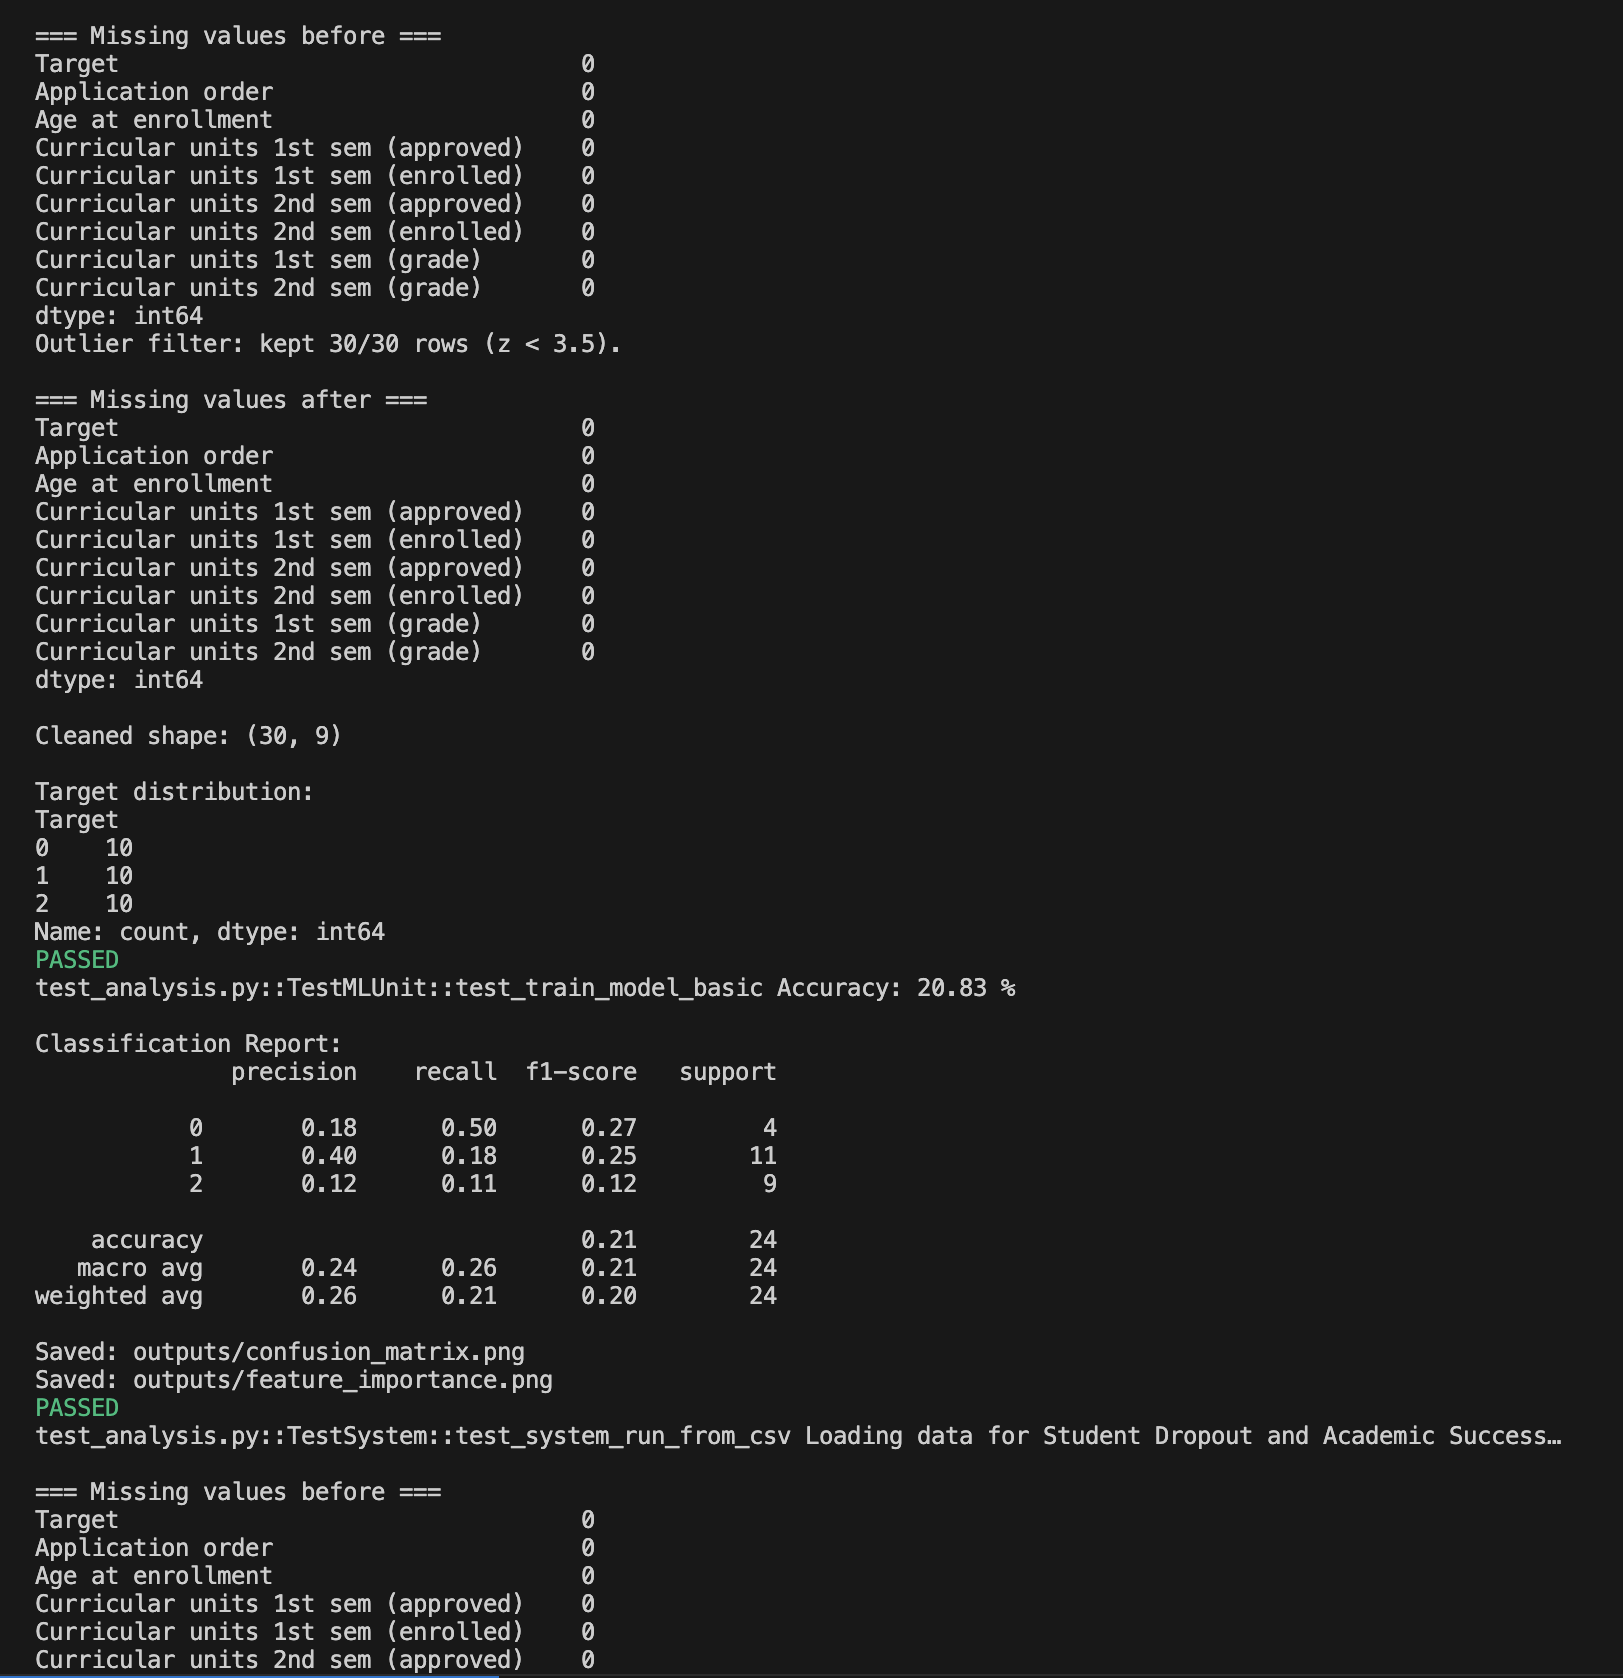 === Missing values before ===
Target                                 0
Application order                      0
Age at enrollment                      0
Curricular units 1st sem (approved)    0
Curricular units 1st sem (enrolled)    0
Curricular units 2nd sem (approved)    0
Curricular units 2nd sem (enrolled)    0
Curricular units 1st sem (grade)       0
Curricular units 2nd sem (grade)       0
dtype: int64
Outlier filter: kept 30/30 rows (z < 3.5).

=== Missing values after ===
Target                                 0
Application order                      0
Age at enrollment                      0
Curricular units 1st sem (approved)    0
Curricular units 1st sem (enrolled)    0
Curricular units 2nd sem (approved)    0
Curricular units 2nd sem (enrolled)    0
Curricular units 1st sem (grade)       0
Curricular units 2nd sem (grade)       0
dtype: int64

Cleaned shape: (30, 9)

Target distribution:
Target
0    10
1    10
2    10
Name: count, dtype: int64
PASSED
test_analysis.py::TestMLUnit::test_train_model_basic Accuracy: 20.83 %

Classification Report:
              precision    recall  f1-score   support

           0       0.18      0.50      0.27         4
           1       0.40      0.18      0.25        11
           2       0.12      0.11      0.12         9

    accuracy                           0.21        24
   macro avg       0.24      0.26      0.21        24
weighted avg       0.26      0.21      0.20        24

Saved: outputs/confusion_matrix.png
Saved: outputs/feature_importance.png
PASSED
test_analysis.py::TestSystem::test_system_run_from_csv Loading data for Student Dropout and Academic Success…

=== Missing values before ===
Target                                 0
Application order                      0
Age at enrollment                      0
Curricular units 1st sem (approved)    0
Curricular units 1st sem (enrolled)    0
Curricular units 2nd sem (approved)    0